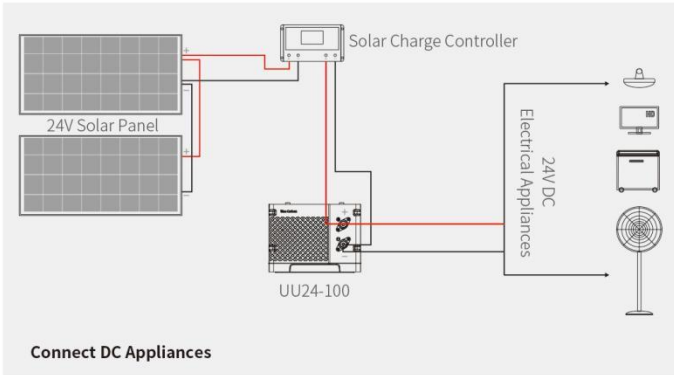 Solar Charge Controller
+
−
24V Solar Panel
+
−
24V DC
Electrical Appliances
+
−
UU24-100
Connect DC Appliances